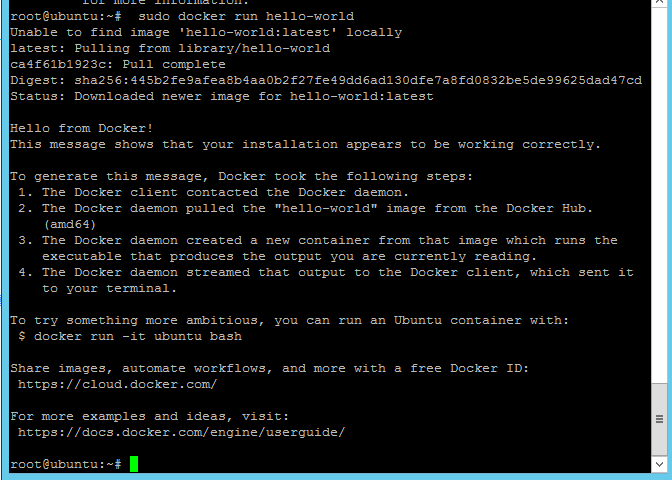 for more information.
root@ubuntu:~#  sudo docker run hello-world
Unable to find image 'hello-world:latest' locally
latest: Pulling from library/hello-world
ca4f61b1923c: Pull complete
Digest: sha256:445b2fe9afea8b4aa0b2f27fe49dd6ad130dfe7a8fd0832be5de99625dad47cd
Status: Downloaded newer image for hello-world:latest

Hello from Docker!
This message shows that your installation appears to be working correctly.

To generate this message, Docker took the following steps:
 1. The Docker client contacted the Docker daemon.
 2. The Docker daemon pulled the "hello-world" image from the Docker Hub.
    (amd64)
 3. The Docker daemon created a new container from that image which runs the
    executable that produces the output you are currently reading.
 4. The Docker daemon streamed that output to the Docker client, which sent it
    to your terminal.

To try something more ambitious, you can run an Ubuntu container with:
 $ docker run -it ubuntu bash

Share images, automate workflows, and more with a free Docker ID:
 https://cloud.docker.com/

For more examples and ideas, visit:
 https://docs.docker.com/engine/userguide/

root@ubuntu:~#